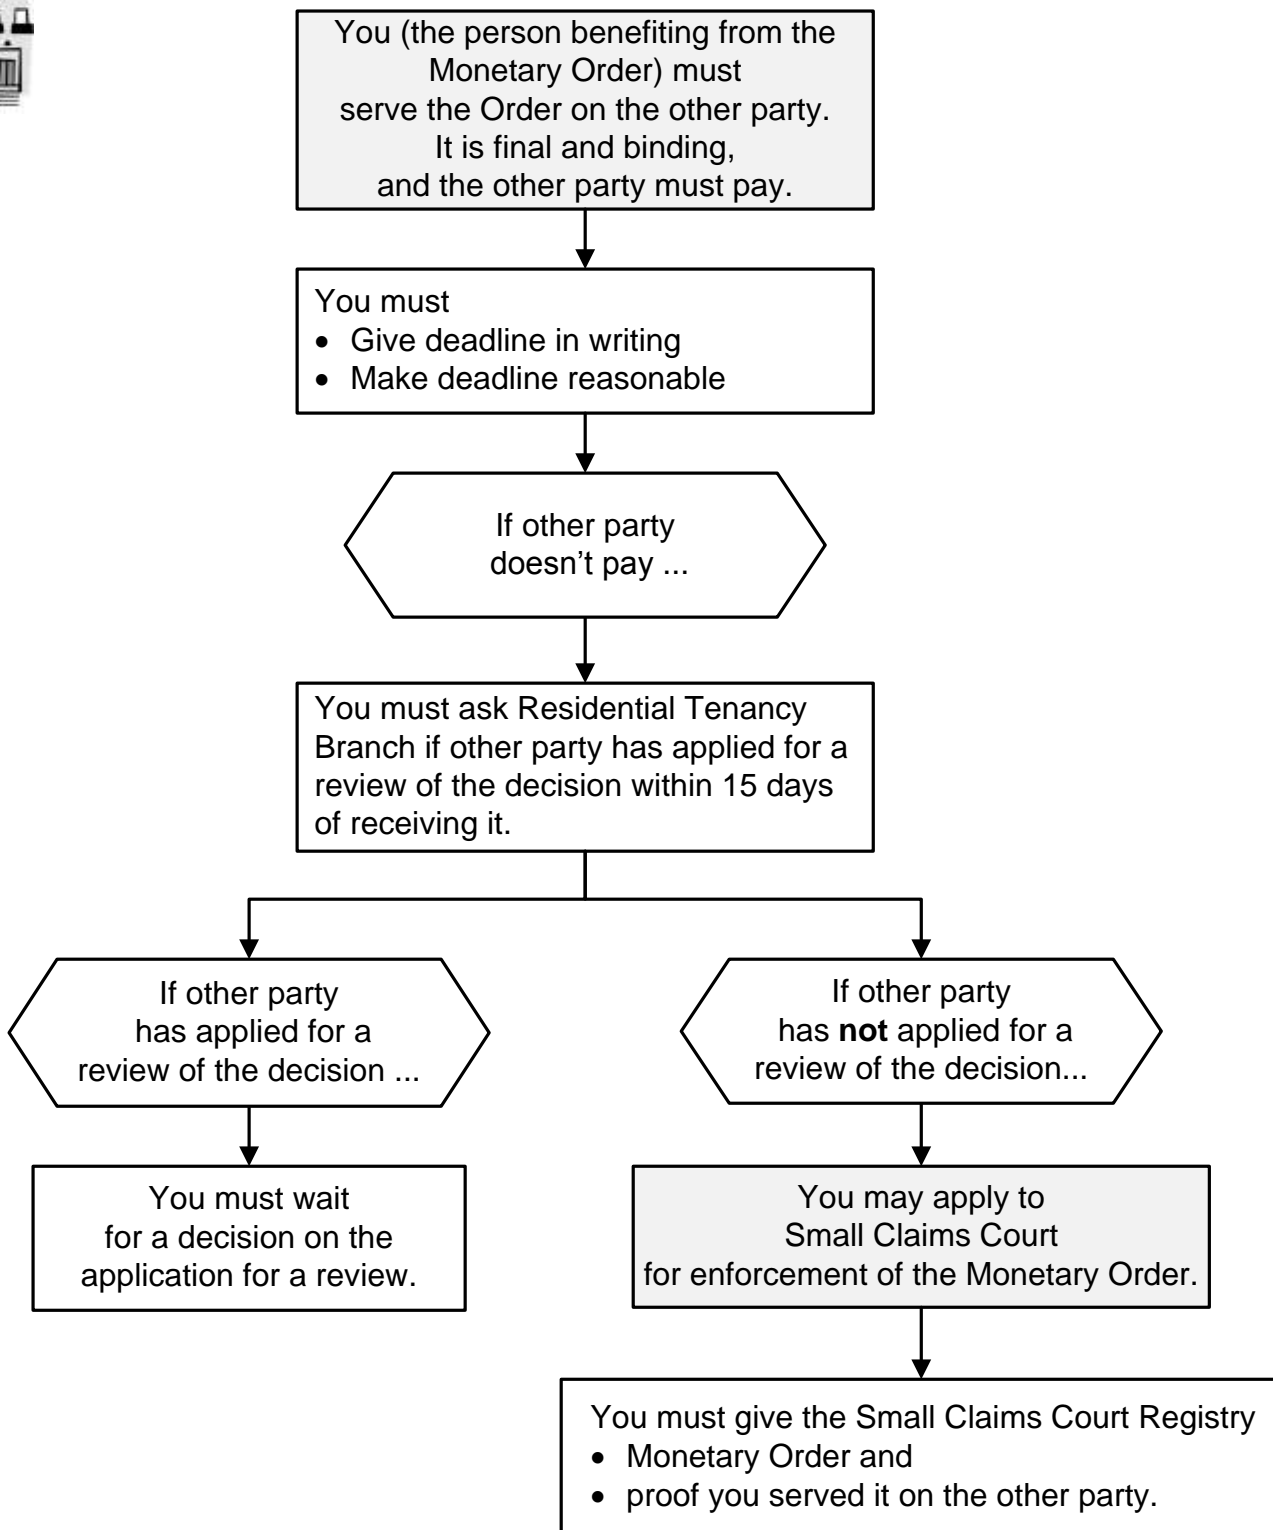 You (the person benefiting from the
Monetary Order) must
serve the Order on the other party.
It is final and binding,
and the other party must pay.
You must
• Give deadline in writing
• Make deadline reasonable
If other party
doesn’t pay ...
You must ask Residential Tenancy
Branch if other party has applied for a
review of the decision within 15 days
of receiving it.
If other party
has applied for a
review of the decision ...
If other party
has not applied for a
review of the decision...
You must wait
for a decision on the
application for a review.
You may apply to
Small Claims Court
for enforcement of the Monetary Order.
You must give the Small Claims Court Registry
• Monetary Order and
• proof you served it on the other party.